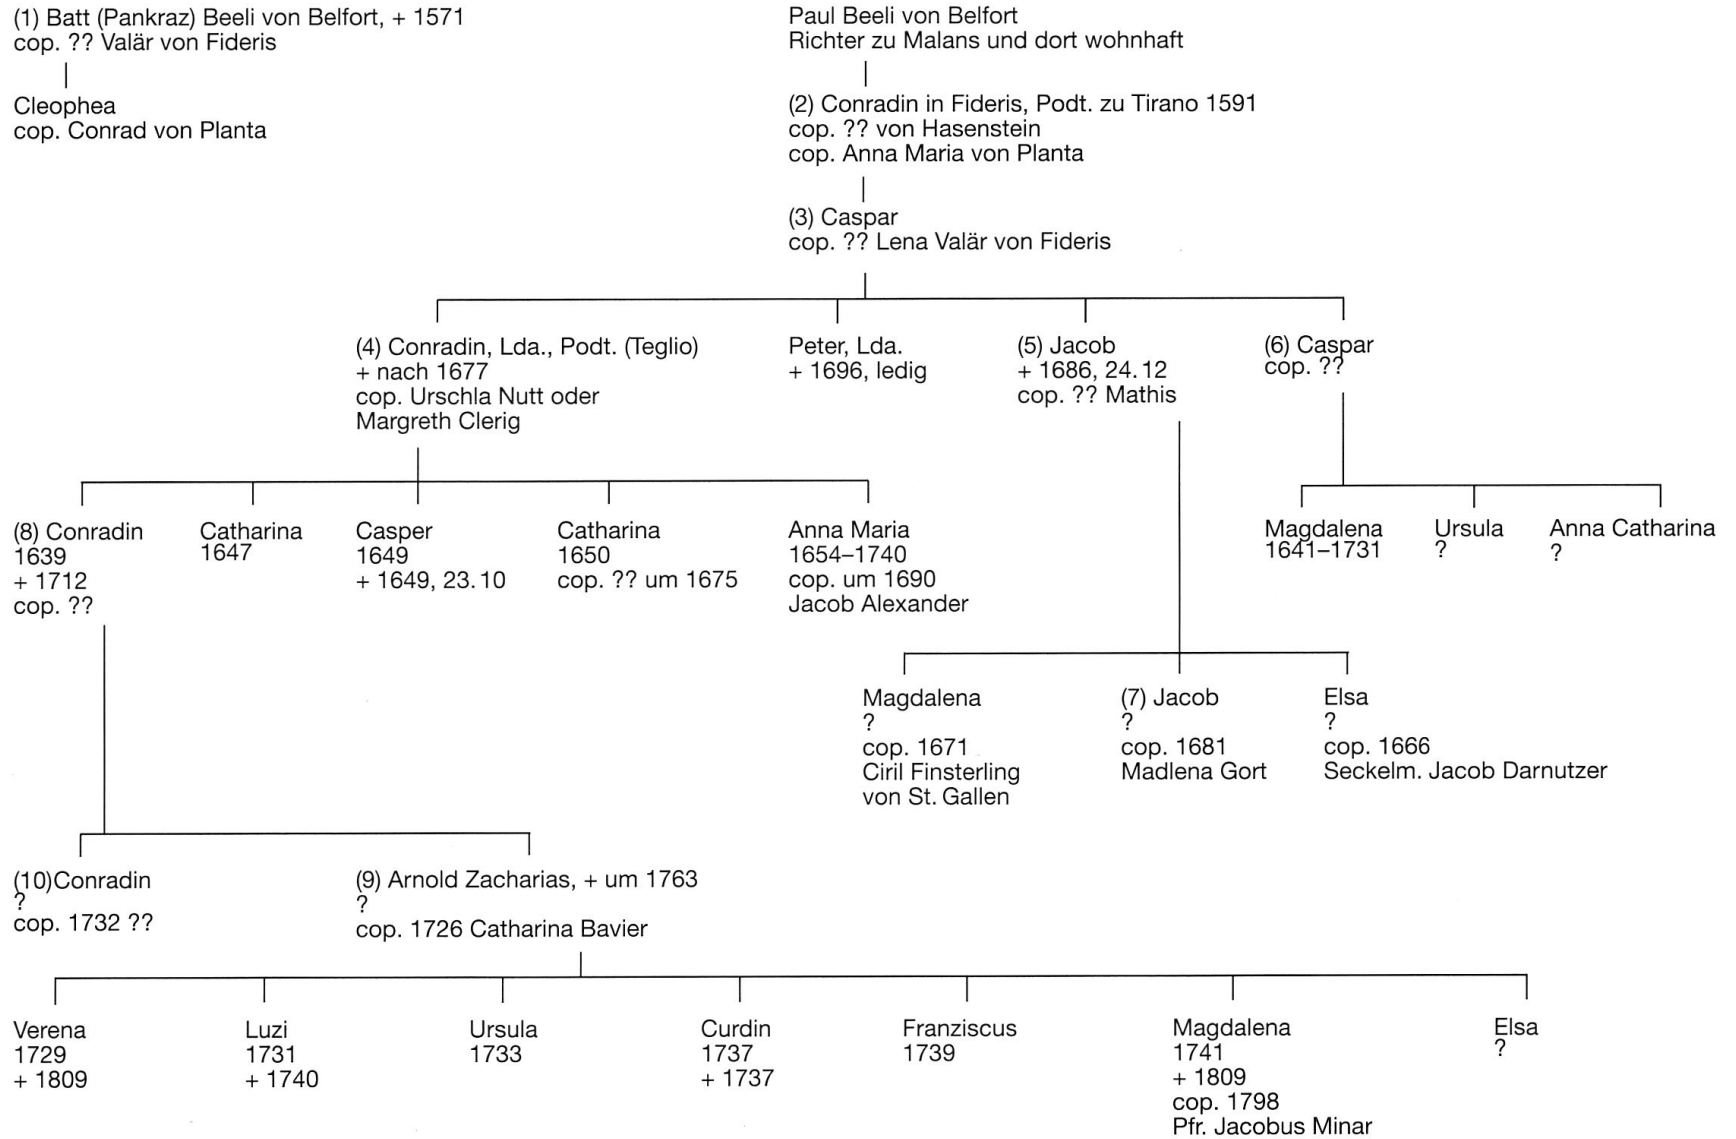 (1) Batt (Pankraz) Beeli von Belfort, + 1571
cop. ?? Valär von Fideris
Cleophea
cop. Conrad von Planta
Paul Beeli von Belfort
Richter zu Malans und dort wohnhaft
(2) Conradin in Fideris, Podt. zu Tirano 1591
cop. ?? von Hasenstein
cop. Anna Maria von Planta
(3) Caspar
cop. ?? Lena Valär von Fideris
(4) Conradin, Lda., Podt. (Teglio)
+ nach 1677
cop. Urschla Nutt oder
Margreth Clerig
Peter, Lda.
+ 1696, ledig
(5) Jacob
+ 1686, 24.12
cop. ?? Mathis
(6) Caspar
cop. ??
(8) Conradin
1639
+ 1712
cop. ??
Catharina
1647
Casper
1649
+ 1649, 23.10
Catharina
1650
cop. ?? um 1675
Anna Maria
1654–1740
cop. um 1690
Jacob Alexander
Magdalena
1641–1731
Ursula
?
Anna Catharina
?
Magdalena
?
cop. 1671
Ciril Finsterling
von St. Gallen
(7) Jacob
?
cop. 1681
Madlena Gort
Elsa
?
cop. 1666
Seckelm. Jacob Darnutzer
(10)Conradin
?
cop. 1732 ??
(9) Arnold Zacharias, + um 1763
?
cop. 1726 Catharina Bavier
Verena
1729
+ 1809
Luzi
1731
+ 1740
Ursula
1733
Curdin
1737
+ 1737
Franziscus
1739
Magdalena
1741
+ 1809
cop. 1798
Pfr. Jacobus Minar
Elsa
?